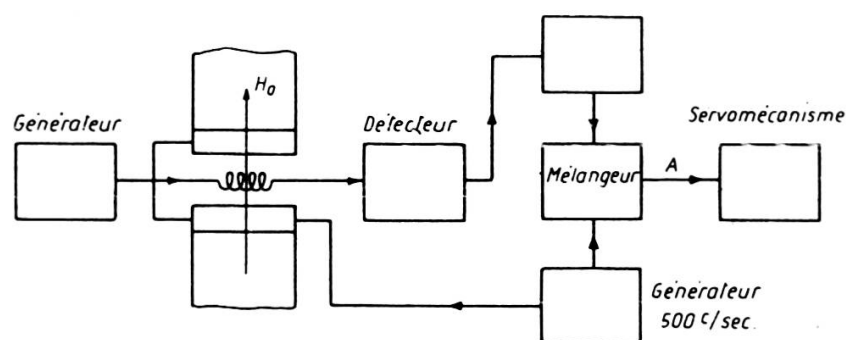 H₀
Générateur
Détecteur
Servomécanisme
Mélangeur
A
Générateur
500 c/sec.